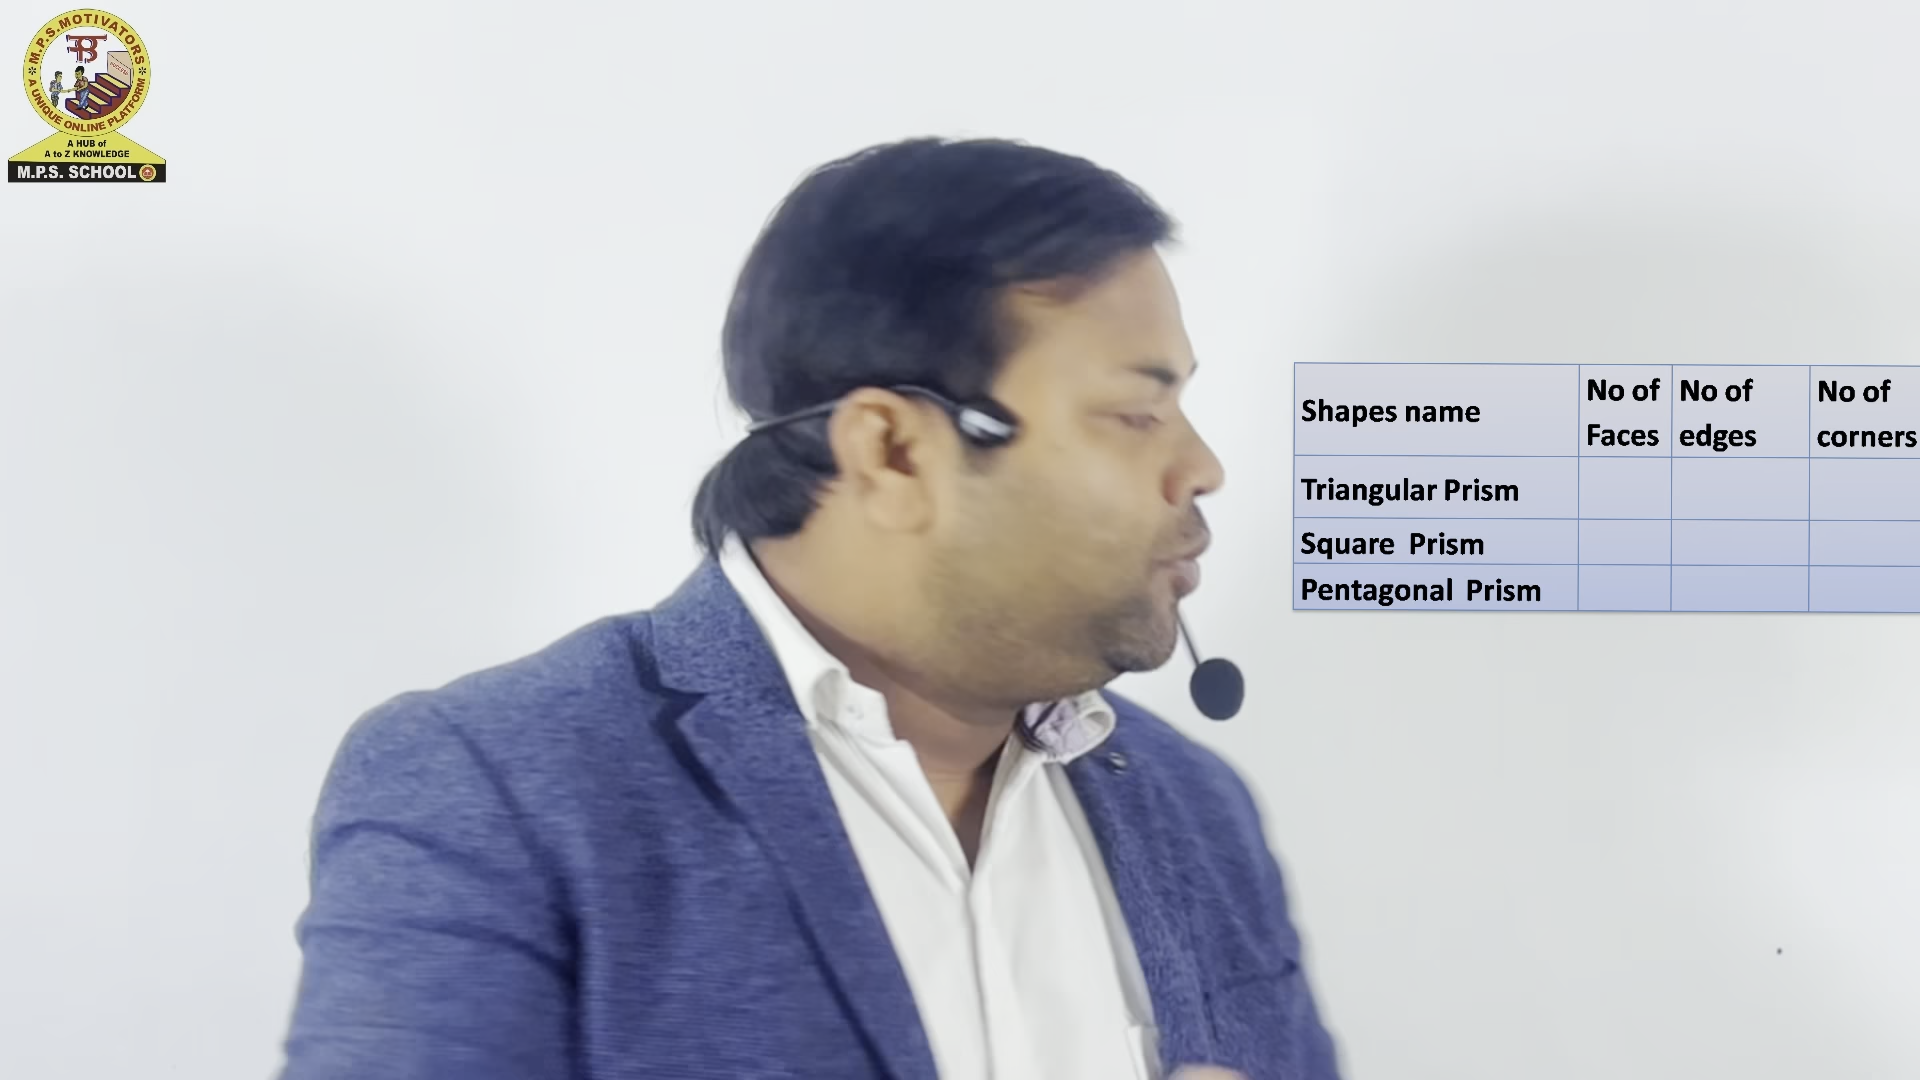 M.P.S.MOTIVATORS
A UNIQUE ONLINE PLATFORM
A HUB of
A to Z KNOWLEDGE
M.P.S. SCHOOL
Shapes name No of Faces No of edges No of corners
Triangular Prism
Square Prism
Pentagonal Prism